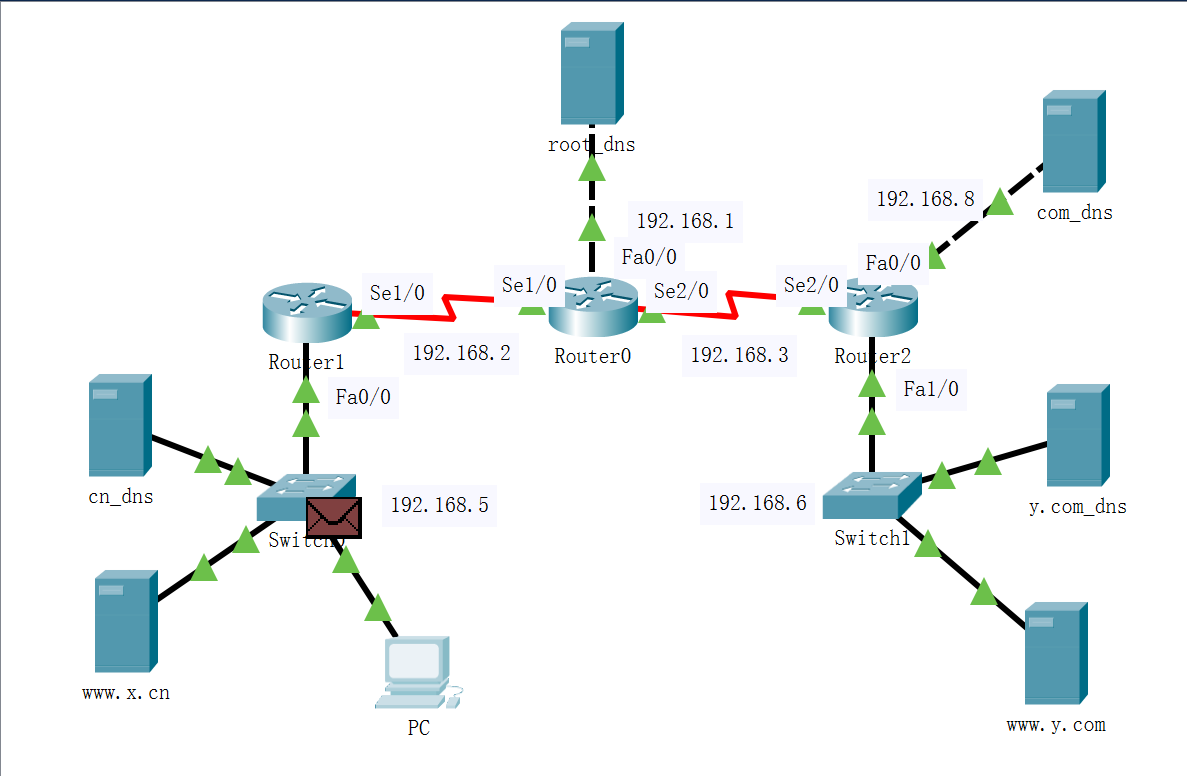 root_dns
192.168.8
com_dns
192.168.1
Fa0/0
Fa0/0
Se1/0
Se1/0
Se2/0
Se2/0
Router1
192.168.2
Router0
192.168.3
Router2
Fa0/0
Fa1/0
cn_dns
192.168.5
192.168.6
y.com_dns
Switch0
Switch1
www.x.cn
PC
www.y.com